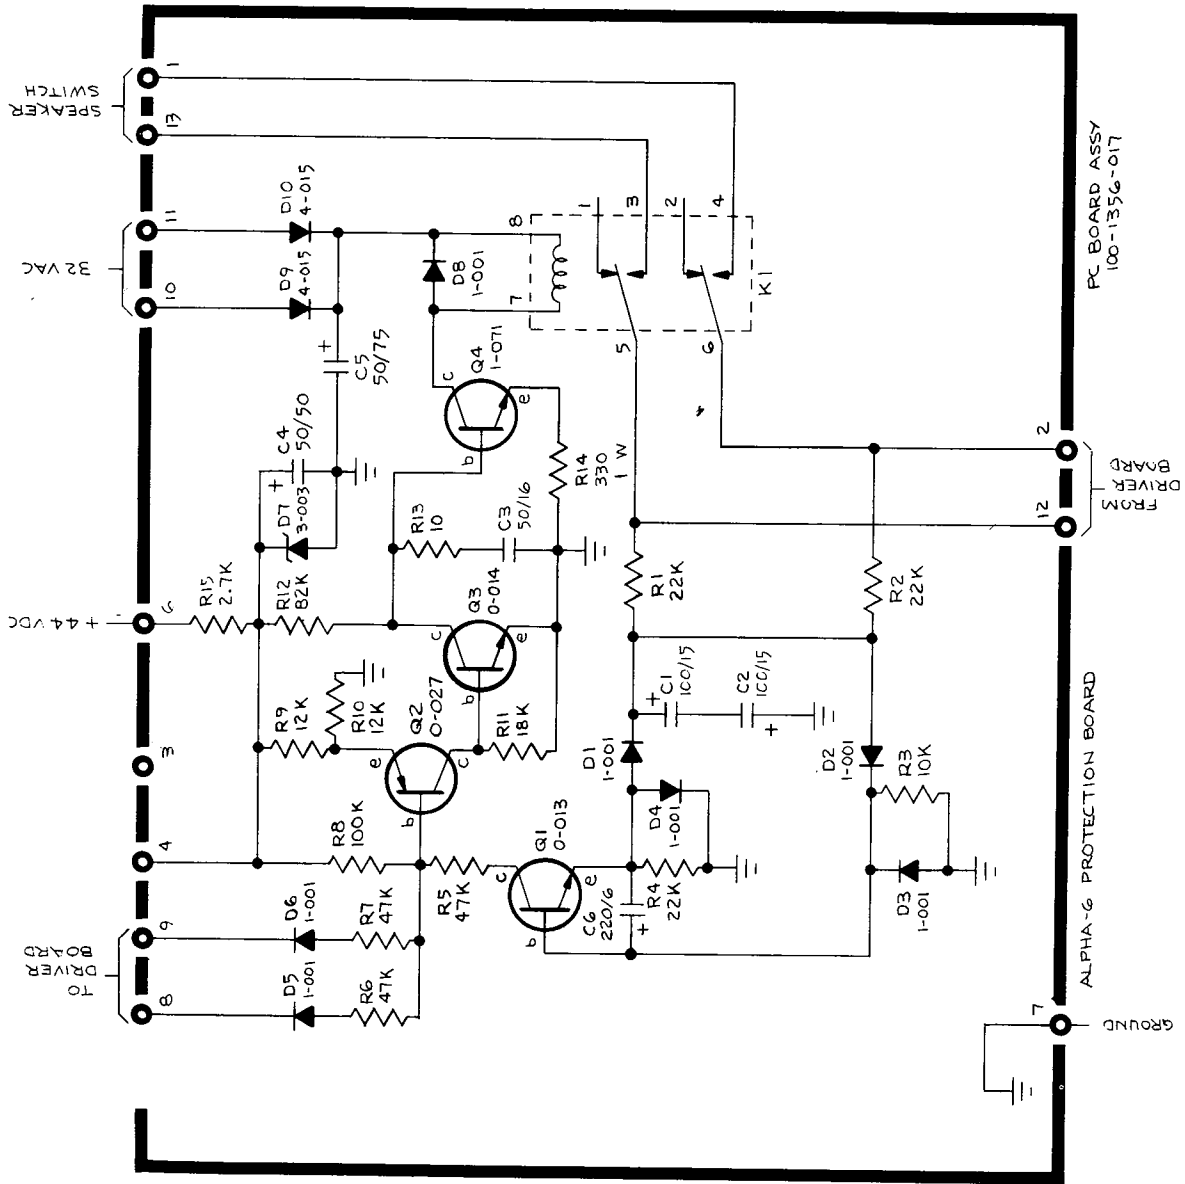 SPEAKER
SWITCH
1
13
32 VAC
11
10
+44 VDC
6
3
4
TO
DRIVER
BOARD
9
8
D10
4-015
D9
4-015
C5
50/75
+
C4
50/50
+
D7
3-003
R15
2.7K
R12
82K
R9
12K
R10
12K
R8
100K
D6
1-001
R7
47K
D5
1-001
R6
47K
R5
47K
D8
1-001
8
7
Q4
1-071
c
b
e
R14
330
1 W
R13
10
C3
50/16
Q3
0-014
c
b
e
Q2
0-027
e
b
c
R11
18K
Q1
0-013
c
b
e
C6
220/6
+
R4
22K
D4
1-001
D1
1-001
C1
100/15
+
C2
100/15
+
R1
22K
R2
22K
D2
1-001
R3
10K
D3
1-001
1
3
2
4
5
6
K1
2
12
FROM
DRIVER
BOARD
7
GROUND
PC BOARD ASSY
100-1356-017
ALPHA-6 PROTECTION BOARD